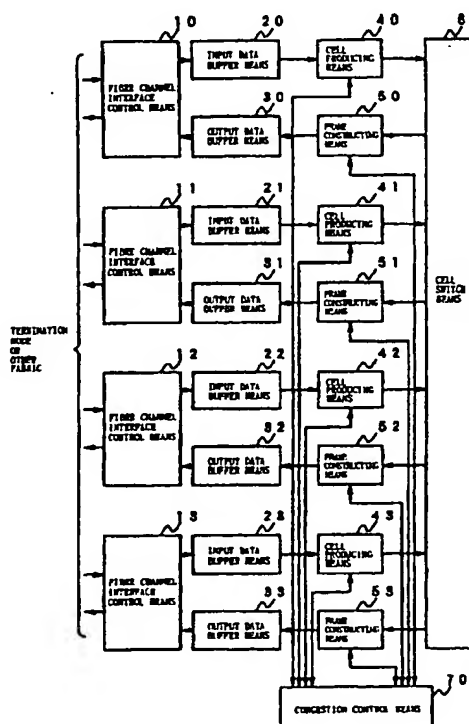 10
20
40
6
FIBRE CHANNEL
INTERFACE
CONTROL MEANS
INPUT DATA
BUFFER MEANS
CELL
PRODUCING
MEANS
30
50
OUTPUT DATA
BUFFER MEANS
FRAME
CONSTRUCTING
MEANS
11
21
41
FIBRE CHANNEL
INTERFACE
CONTROL MEANS
INPUT DATA
BUFFER MEANS
CELL
PRODUCING
MEANS
31
51
OUTPUT DATA
BUFFER MEANS
FRAME
CONSTRUCTING
MEANS
TERMINATION
NODE
OR
OTHER
FABRIC
CELL
SWITCH
MEANS
12
22
42
FIBRE CHANNEL
INTERFACE
CONTROL MEANS
INPUT DATA
BUFFER MEANS
CELL
PRODUCING
MEANS
32
52
OUTPUT DATA
BUFFER MEANS
FRAME
CONSTRUCTING
MEANS
13
23
43
FIBRE CHANNEL
INTERFACE
CONTROL MEANS
INPUT DATA
BUFFER MEANS
CELL
PRODUCING
MEANS
33
53
OUTPUT DATA
BUFFER MEANS
FRAME
CONSTRUCTING
MEANS
70
CONGESTION CONTROL MEANS